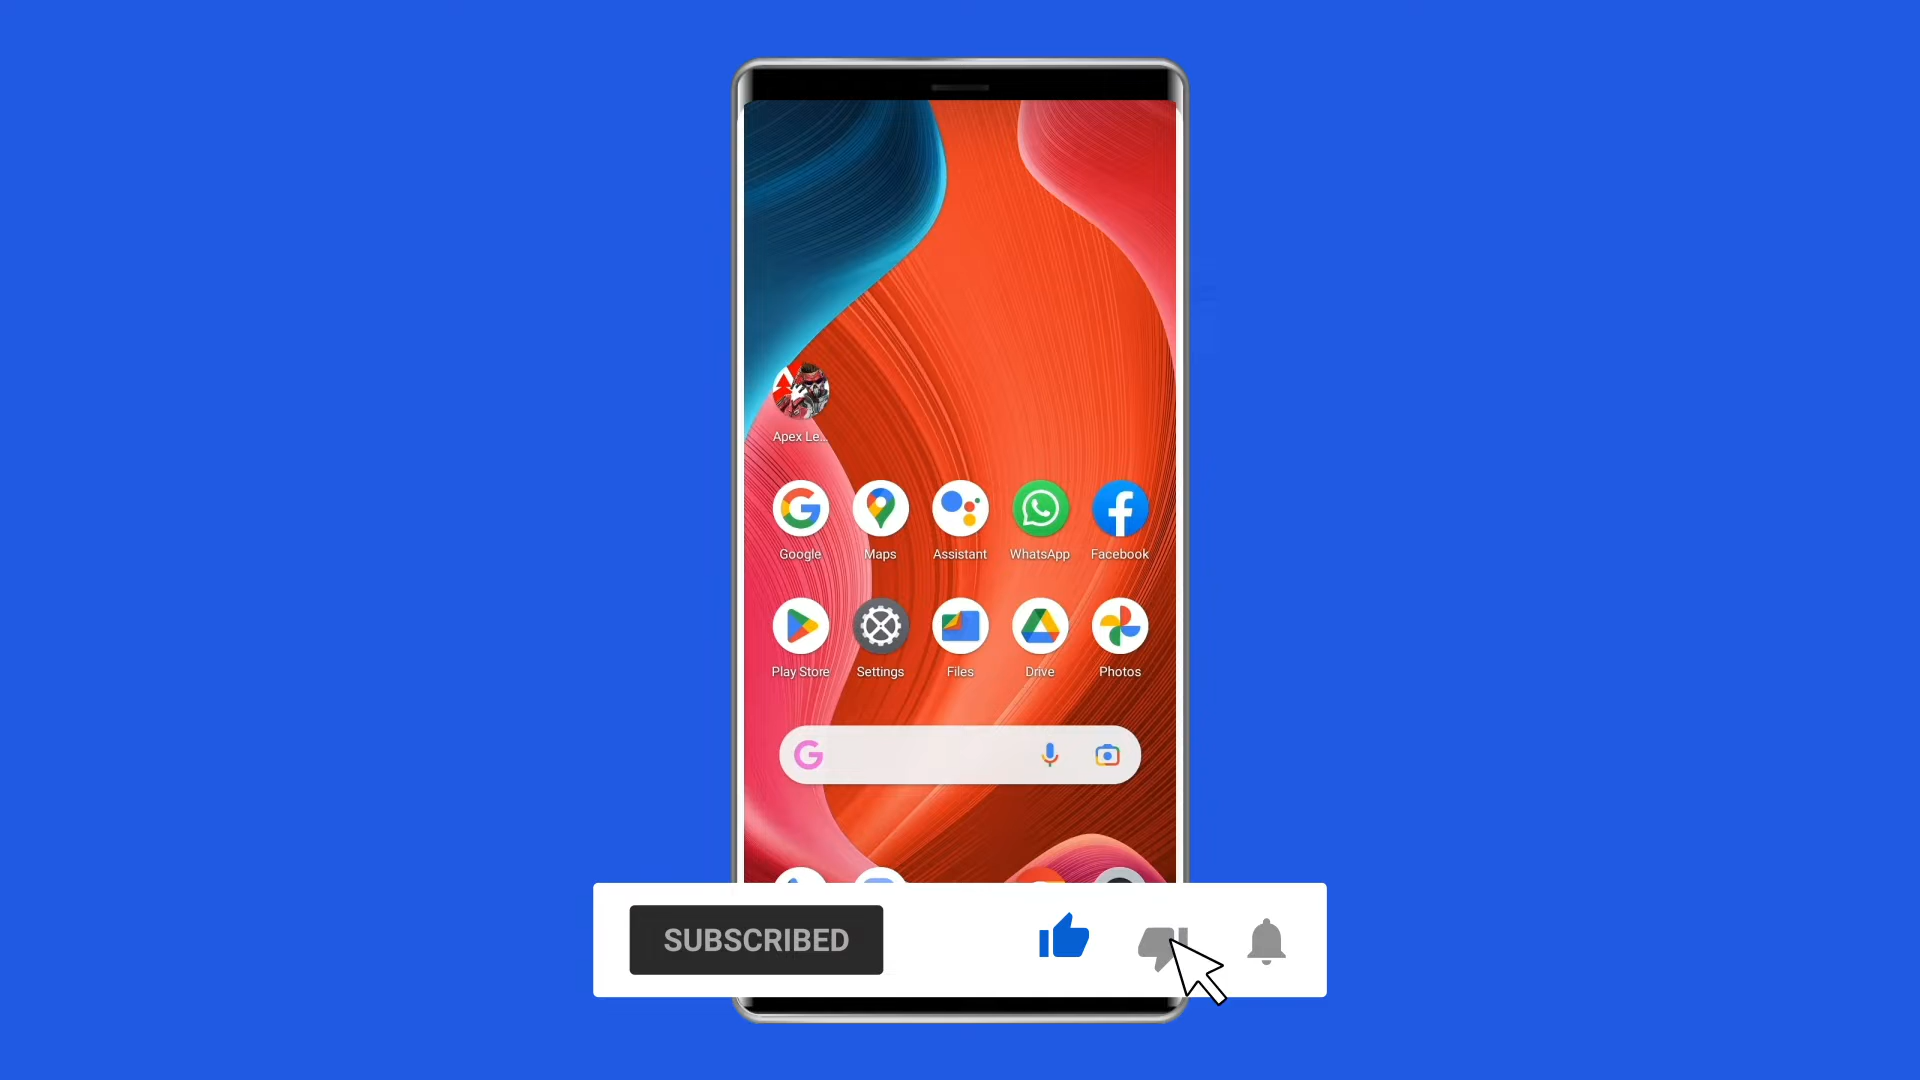 Apex Le...
Google Maps Assistant WhatsApp Facebook
Play Store Settings Files Drive Photos
SUBSCRIBED